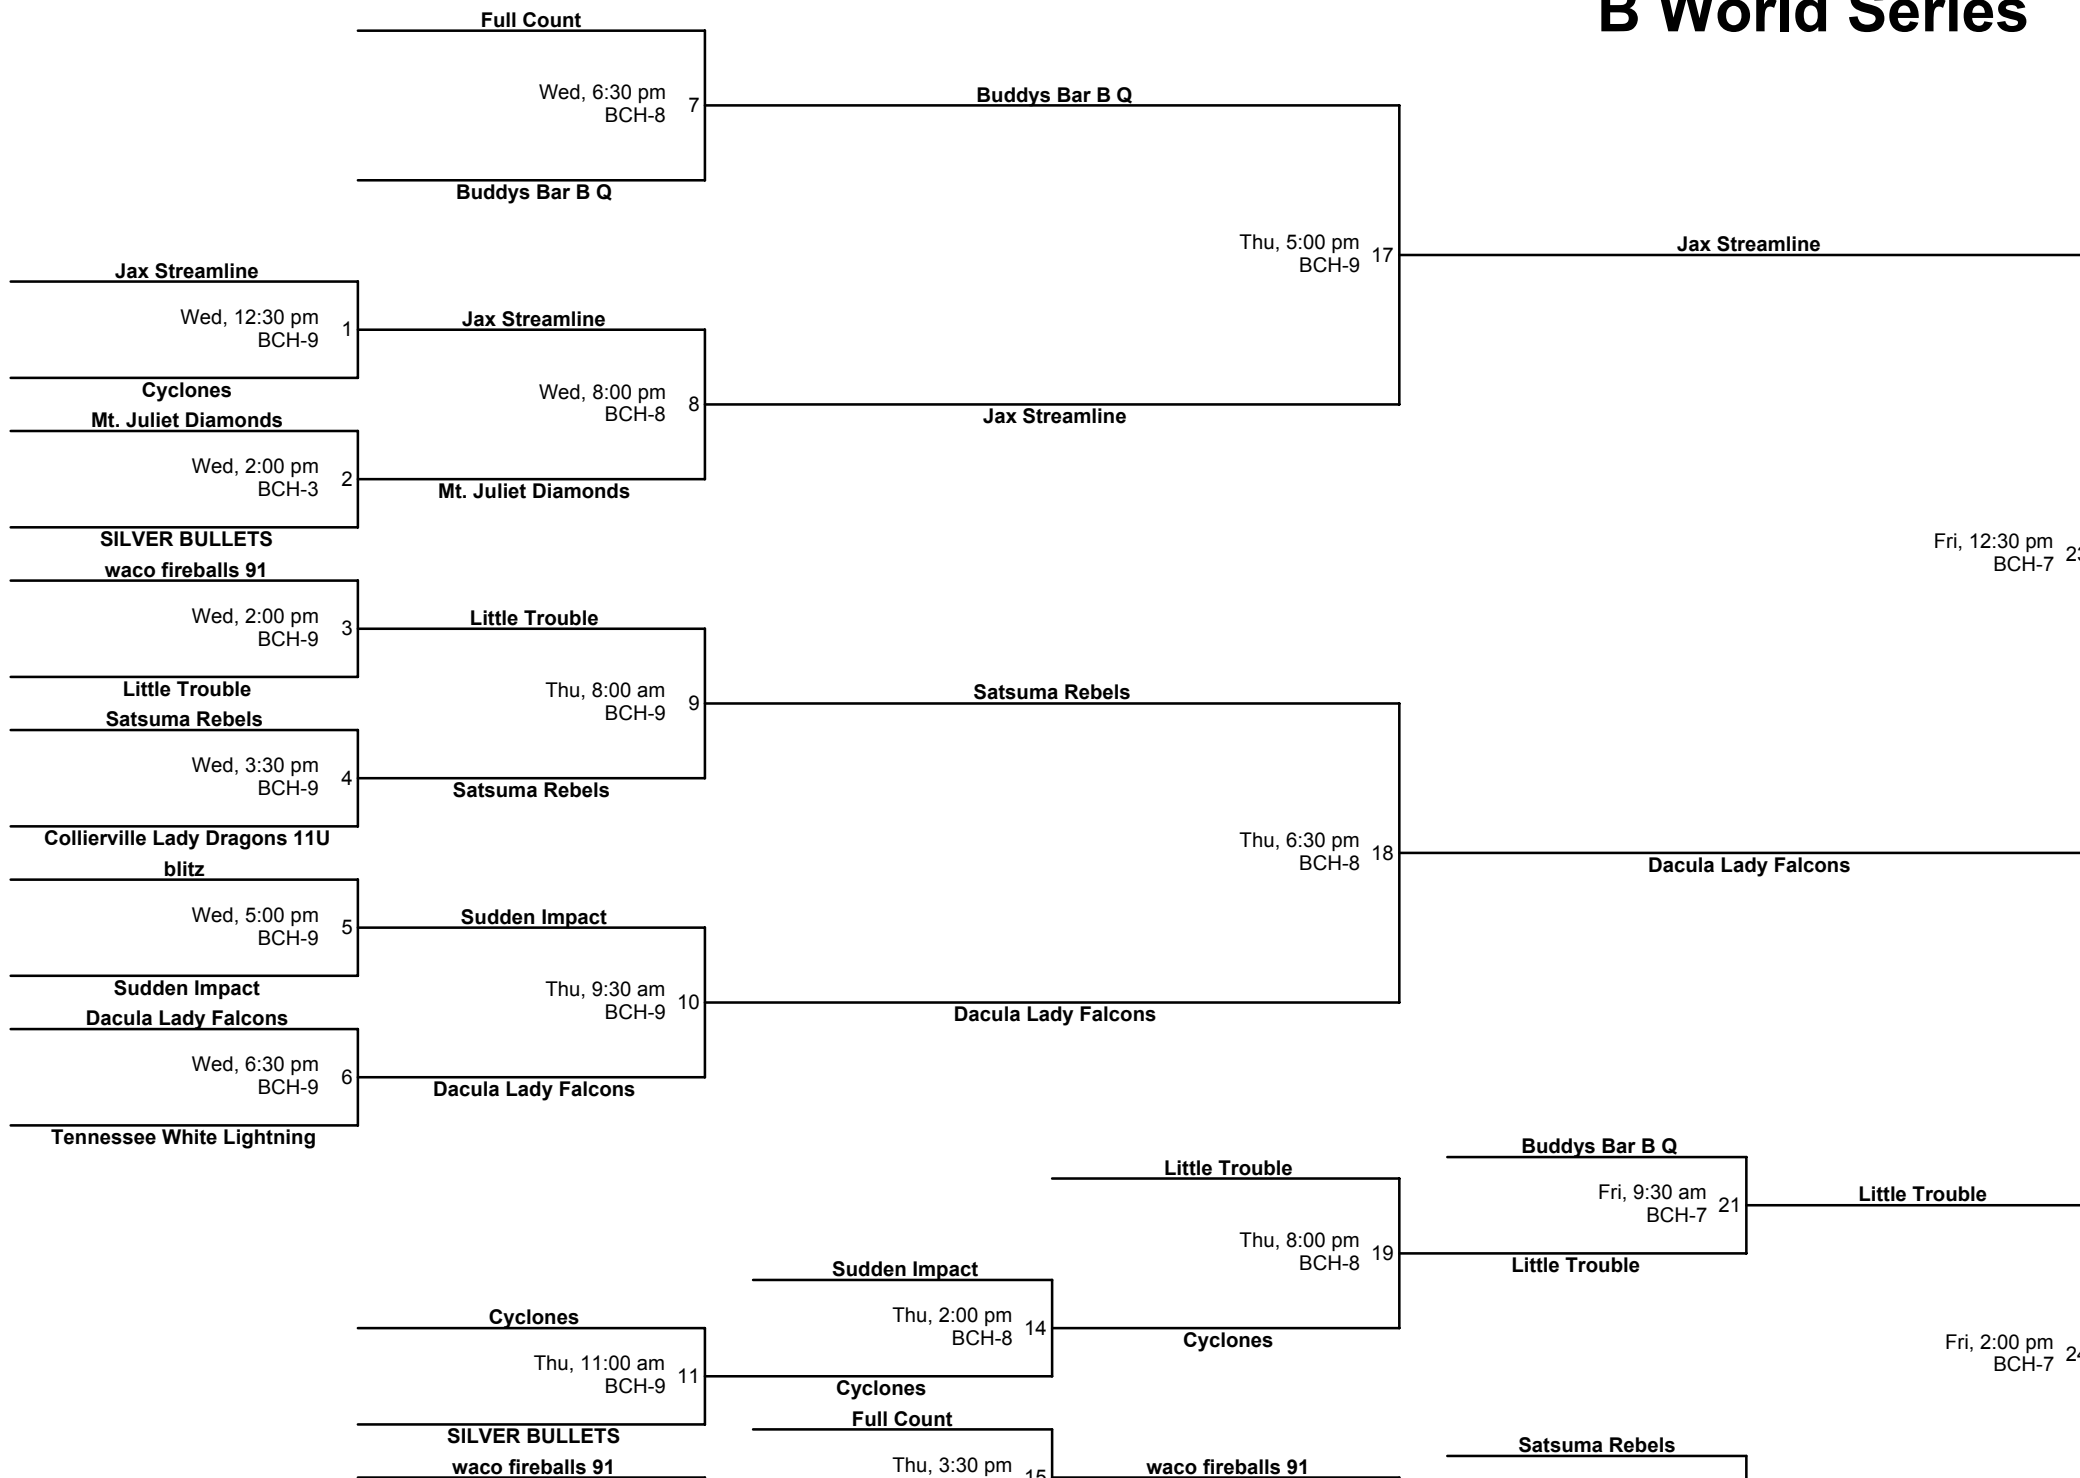 B World Series
Full Count
Wed, 6:30 pm
BCH-8
7
Buddys Bar B Q
Buddys Bar B Q
Thu, 5:00 pm
BCH-9
17
Jax Streamline
Jax Streamline
Wed, 12:30 pm
BCH-9
1
Jax Streamline
Cyclones
Mt. Juliet Diamonds
Wed, 8:00 pm
BCH-8
8
Jax Streamline
Wed, 2:00 pm
BCH-3
2
Mt. Juliet Diamonds
SILVER BULLETS
waco fireballs 91
Fri, 12:30 pm
BCH-7
Wed, 2:00 pm
BCH-9
3
Little Trouble
Little Trouble
Satsuma Rebels
Thu, 8:00 am
BCH-9
9
Satsuma Rebels
Wed, 3:30 pm
BCH-9
4
Satsuma Rebels
Collierville Lady Dragons 11U
blitz
Thu, 6:30 pm
BCH-8
18
Dacula Lady Falcons
Wed, 5:00 pm
BCH-9
5
Sudden Impact
Sudden Impact
Dacula Lady Falcons
Thu, 9:30 am
BCH-9
10
Dacula Lady Falcons
Wed, 6:30 pm
BCH-9
6
Dacula Lady Falcons
Tennessee White Lightning
Buddys Bar B Q
Little Trouble
Fri, 9:30 am
BCH-7
21
Little Trouble
Thu, 8:00 pm
BCH-8
19
Little Trouble
Sudden Impact
Cyclones
Thu, 2:00 pm
BCH-8
14
Cyclones
Fri, 2:00 pm
BCH-7
Thu, 11:00 am
BCH-9
11
Cyclones
Full Count
SILVER BULLETS
Satsuma Rebels
waco fireballs 91
Thu, 3:30 pm
15
waco fireballs 91